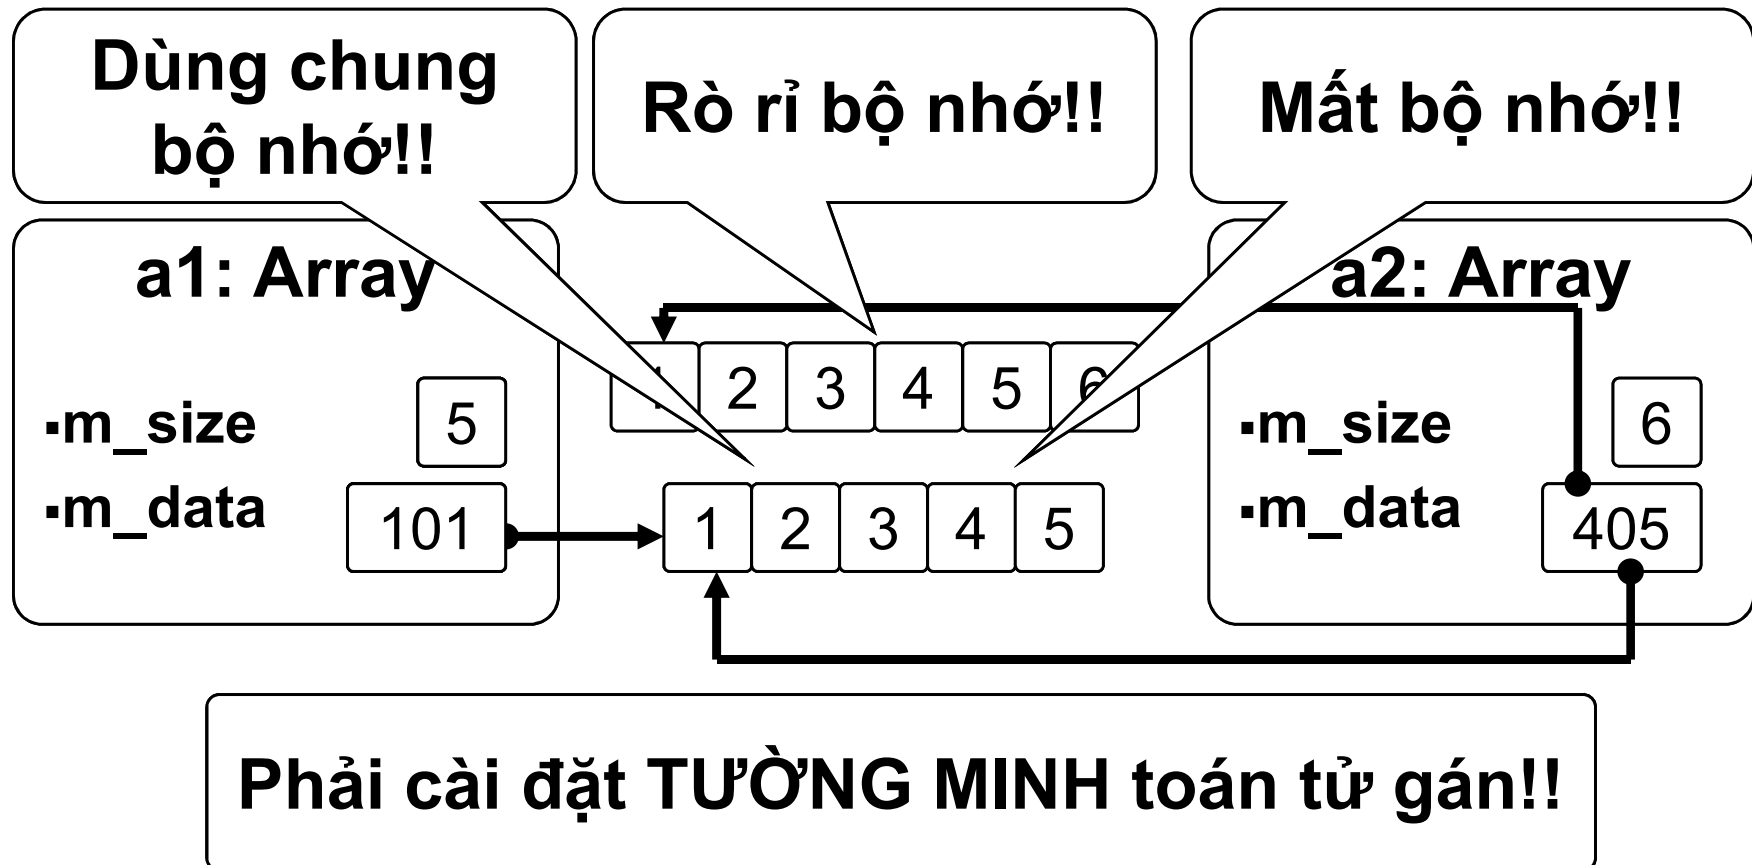 Dùng chung
bộ nhớ!!
Rò rỉ bộ nhớ!!
Mất bộ nhớ!!
a1: Array
▪m_size
5
▪m_data
101
1 2 3 4 5 6
1 2 3 4 5
a2: Array
▪m_size
6
▪m_data
405
Phải cài đặt TƯỜNG MINH toán tử gán!!